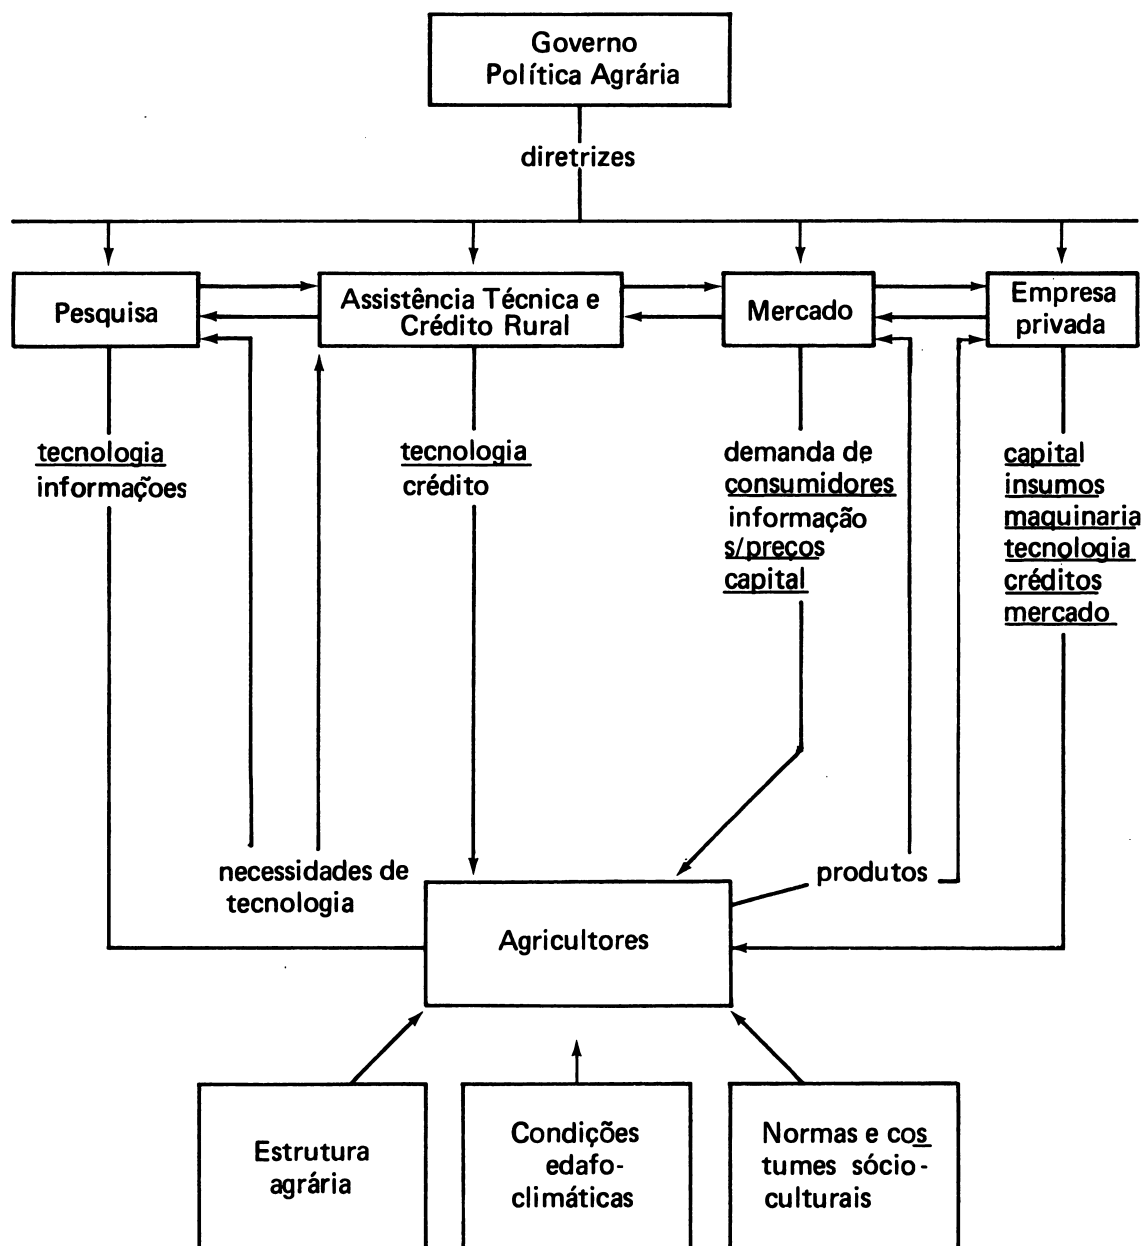 Governo
Política Agrária
diretrizes
Pesquisa
Assistência Técnica e
Crédito Rural
Mercado
Empresa
privada
tecnologia
informações
tecnologia
crédito
demanda de
consumidores
informação
s/preços
capital
capital
insumos
maquinaria
tecnologia
créditos
mercado
necessidades de
tecnologia
produtos
Agricultores
Estrutura
agrária
Condições
edafo-
climáticas
Normas e cos
tumes sócio-
culturais